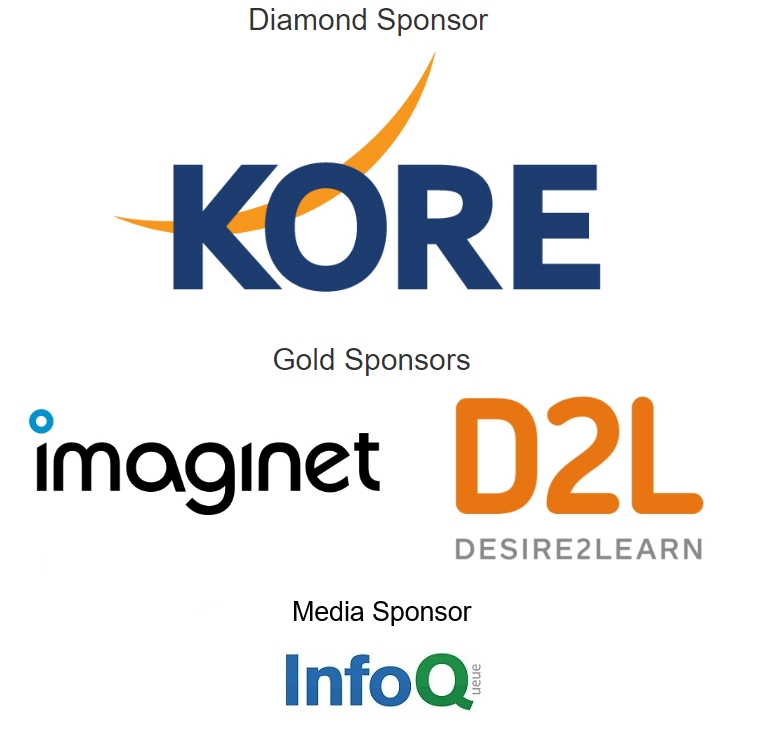 Diamond Sponsor
KORE
Gold Sponsors
imaginet
D2L
DESIRE2LEARN
Media Sponsor
InfoQ
ueue